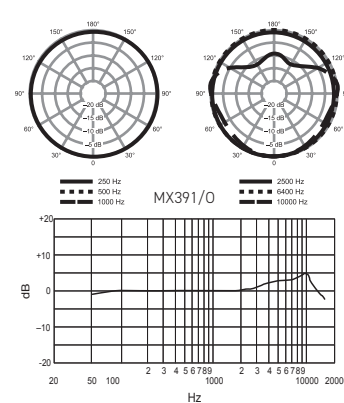 180° 180°
150° 150° 150° 150°
120° 120° 120° 120°
90° 90° 90° 90°
–20 dB –20 dB
–15 dB –15 dB
60° –10 dB 60° 60° –10 dB 60°
–5 dB –5 dB
30° 30° 30° 30°
0 0
250 Hz 2500 Hz
500 Hz 6400 Hz
1000 Hz 10000 Hz
MX391/O
+20
+10
0
–10
-20
dB
2 3 4 5 6 7 8 9 2 3 4 5 6 7 8 9
20 50 100 1000 10000 2000
Hz